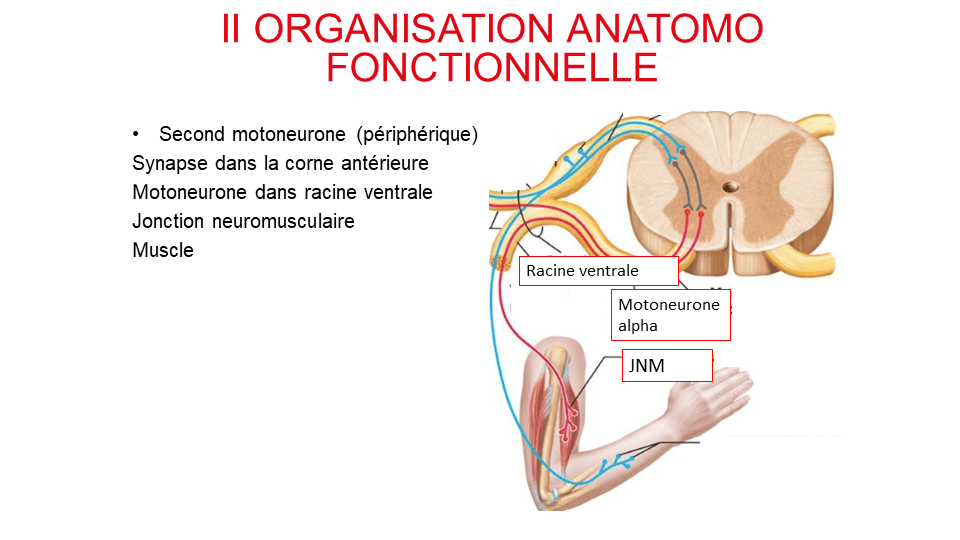 II ORGANISATION ANATOMO
FONCTIONNELLE
• Second motoneurone (périphérique)
Synapse dans la corne antérieure
Motoneurone dans racine ventrale
Jonction neuromusculaire
Muscle
Racine ventrale
Motoneurone
alpha
JNM